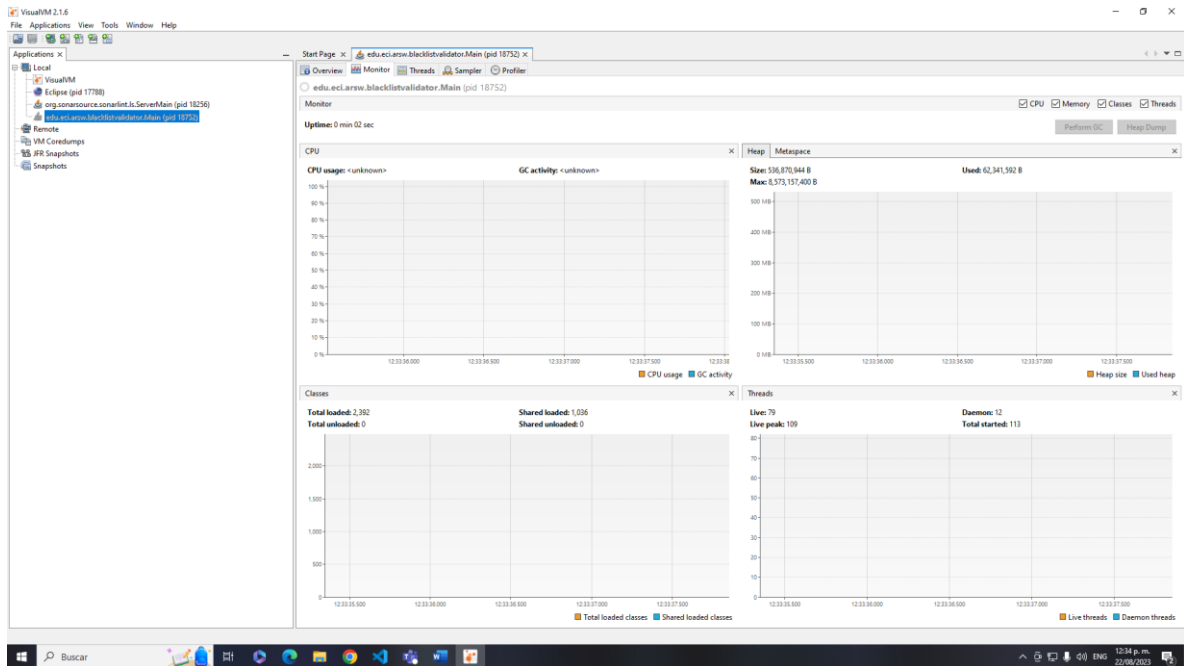 VisualVM 2.1.6
File Applications View Tools Window Help
Applications
Start Page
edu.eci.arsw.blacklistvalidator.Main (pid 18752)
Local
VisualVM
Eclipse (pid 17788)
org.sonarsource.sonarlint.ls.ServerMain (pid 18256)
edu.eci.arsw.blacklistvalidator.Main (pid 18752)
Remote
VM Coredumps
JFR Snapshots
Snapshots
Overview Monitor Threads Sampler Profiler
edu.eci.arsw.blacklistvalidator.Main (pid 18752)
Monitor CPU Memory Classes Threads
Uptime: 0 min 02 sec Perform GC Heap Dump
CPU
CPU usage: <unknown> GC activity: <unknown>
100 %
90 %
80 %
70 %
60 %
50 %
40 %
30 %
20 %
10 %
0 %
12:33:36.000 12:33:36.500 12:33:37.000 12:33:37.500 12:33:38
CPU usage GC activity
Heap Metaspace
Size: 536,870,944 B Used: 62,341,592 B
Max: 8,573,157,400 B
500 MB
400 MB
300 MB
200 MB
100 MB
0 MB
12:33:35.500 12:33:36.000 12:33:36.500 12:33:37.000 12:33:37.500
Heap size Used heap
Classes
Total loaded: 2,392 Shared loaded: 1,036
Total unloaded: 0 Shared unloaded: 0
2,000
1,500
1,000
500
0
12:33:35.500 12:33:36.000 12:33:36.500 12:33:37.000 12:33:37.500
Total loaded classes Shared loaded classes
Threads
Live: 79 Daemon: 12
Live peak: 109 Total started: 113
80
70
60
50
40
30
20
10
0
12:33:35.500 12:33:36.000 12:33:36.500 12:33:37.000 12:33:37.500
Live threads Daemon threads
Buscar
ENG
12:34 p. m.
22/08/2023